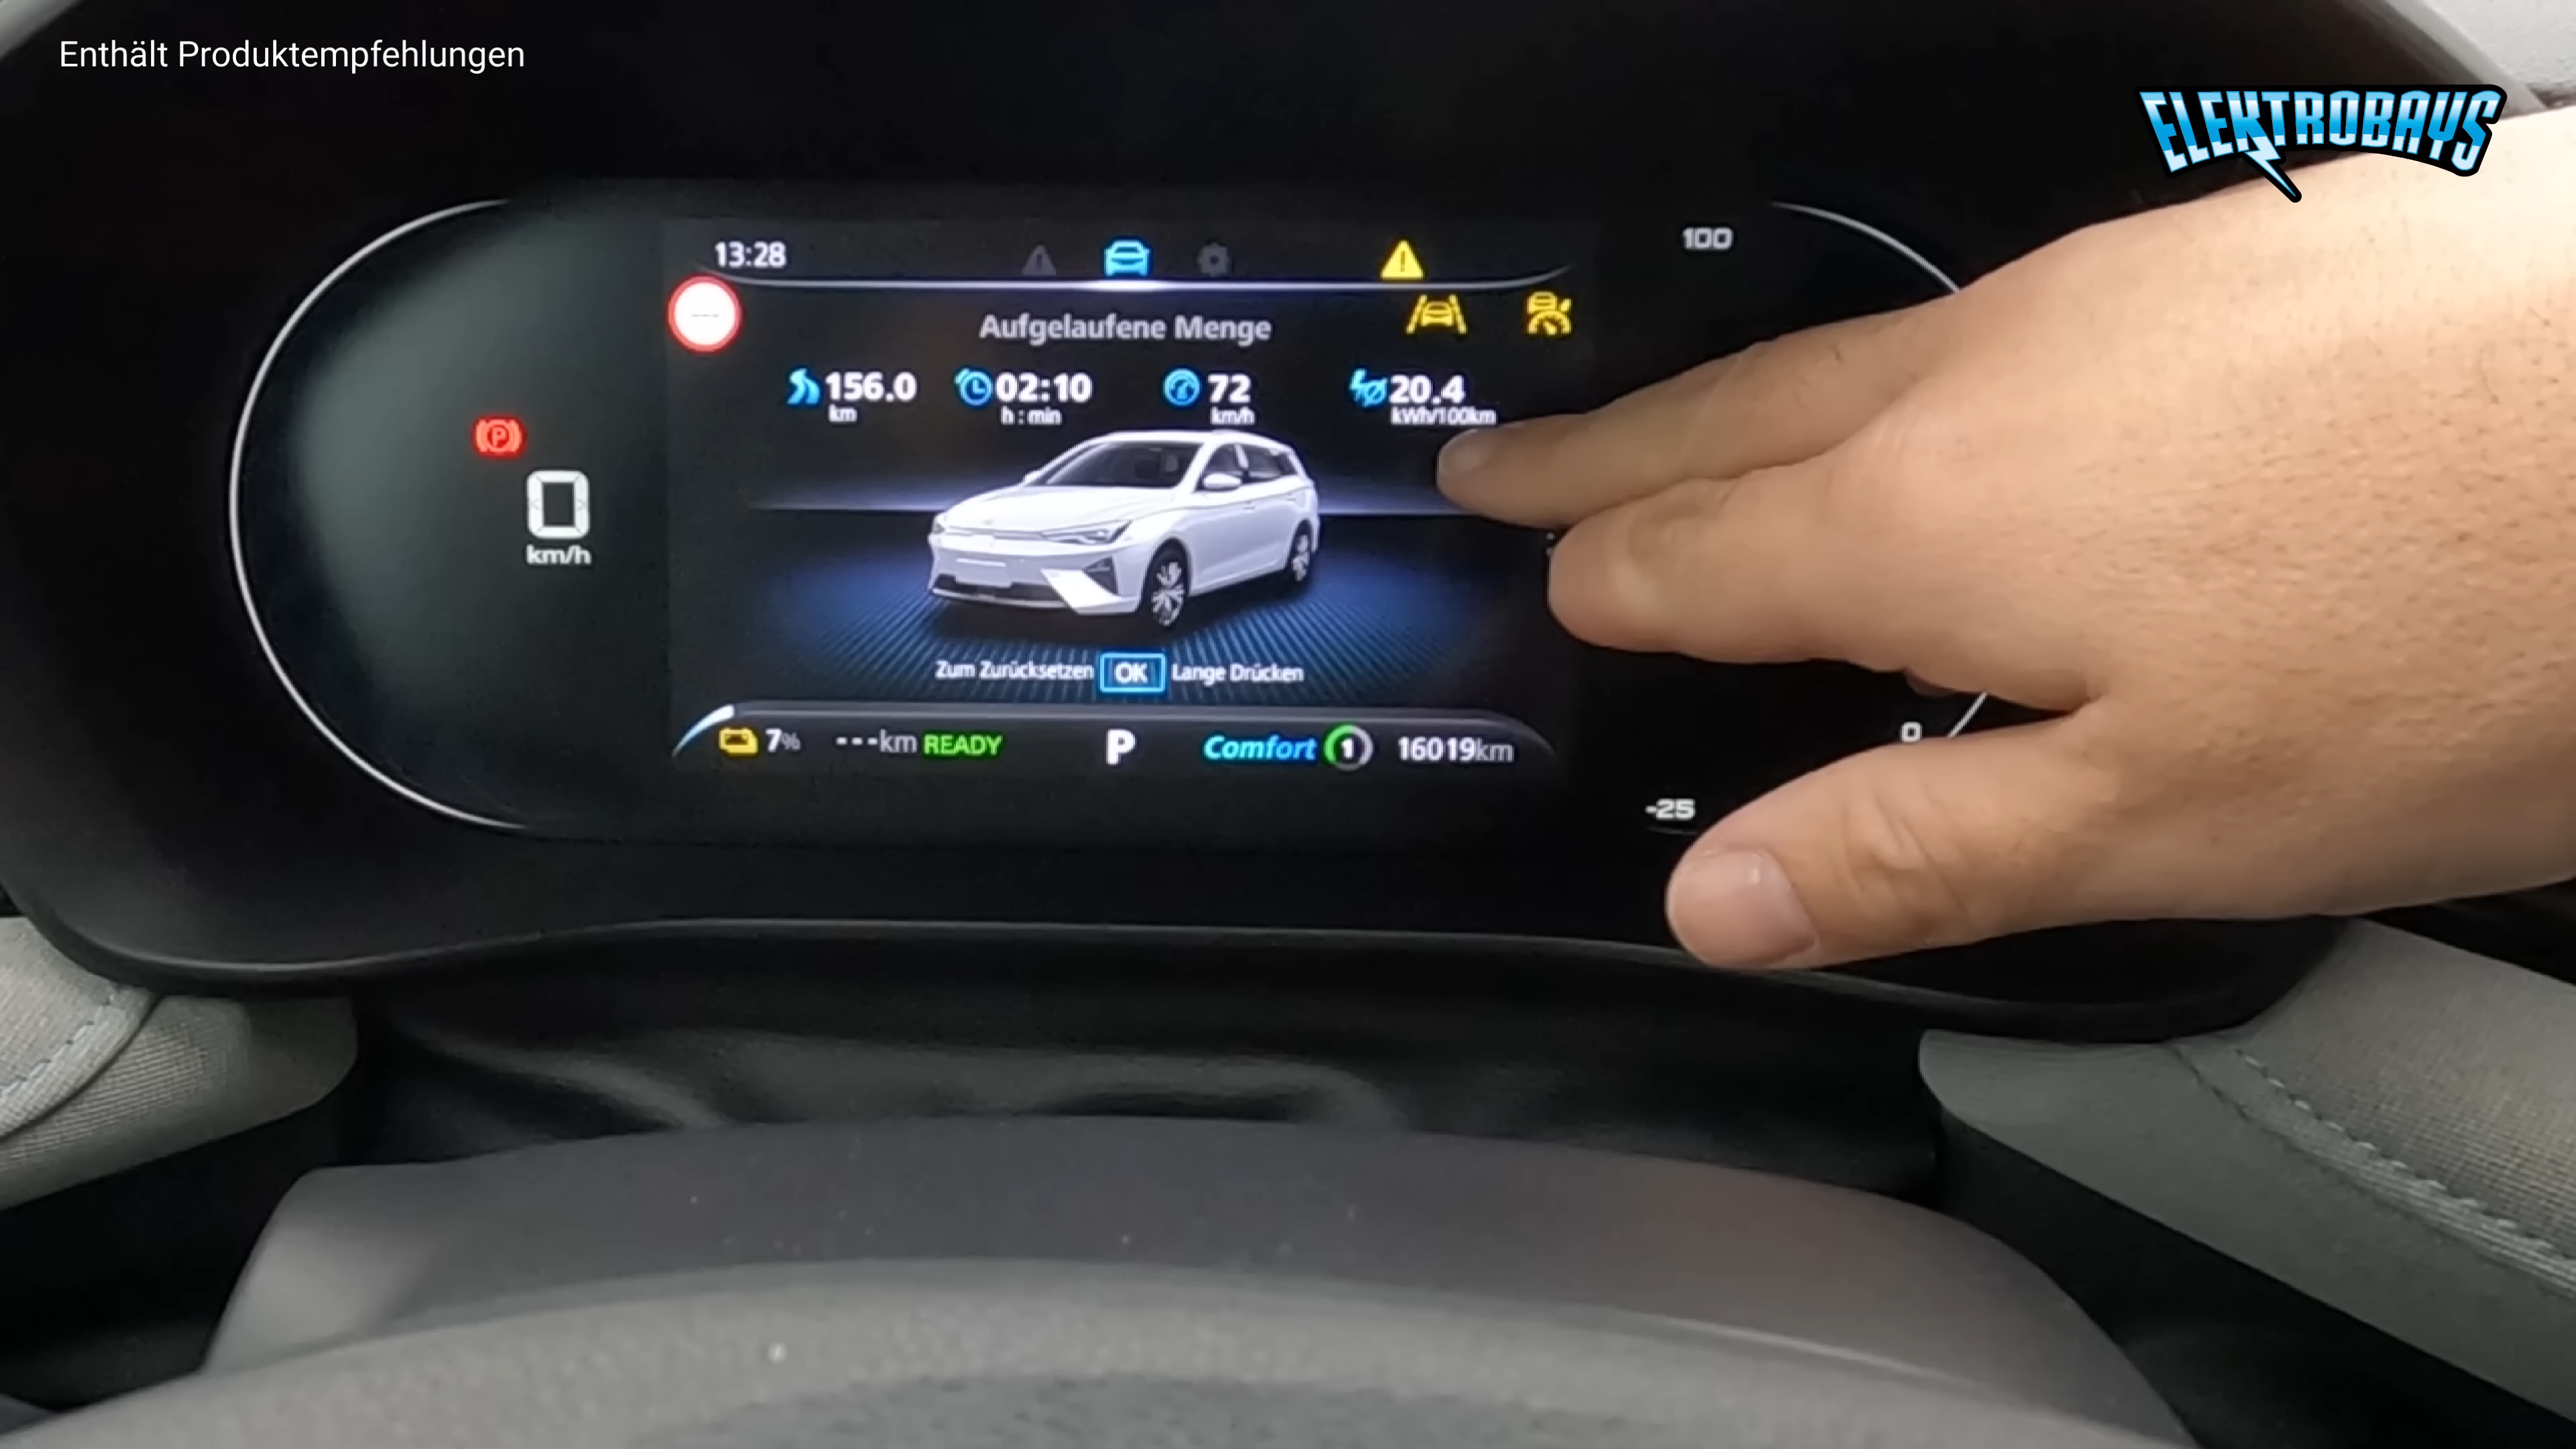 Enthält Produktempfehlungen
ELEKTROBAYS
13:28
100
Aufgelaufene Menge
156.0 02:10 72 20.4
km h : min km/h kWh/100km
P
0
km/h
Zum Zurücksetzen OK Lange Drücken
7% ---km READY P Comfort 1 16019km
0
-25